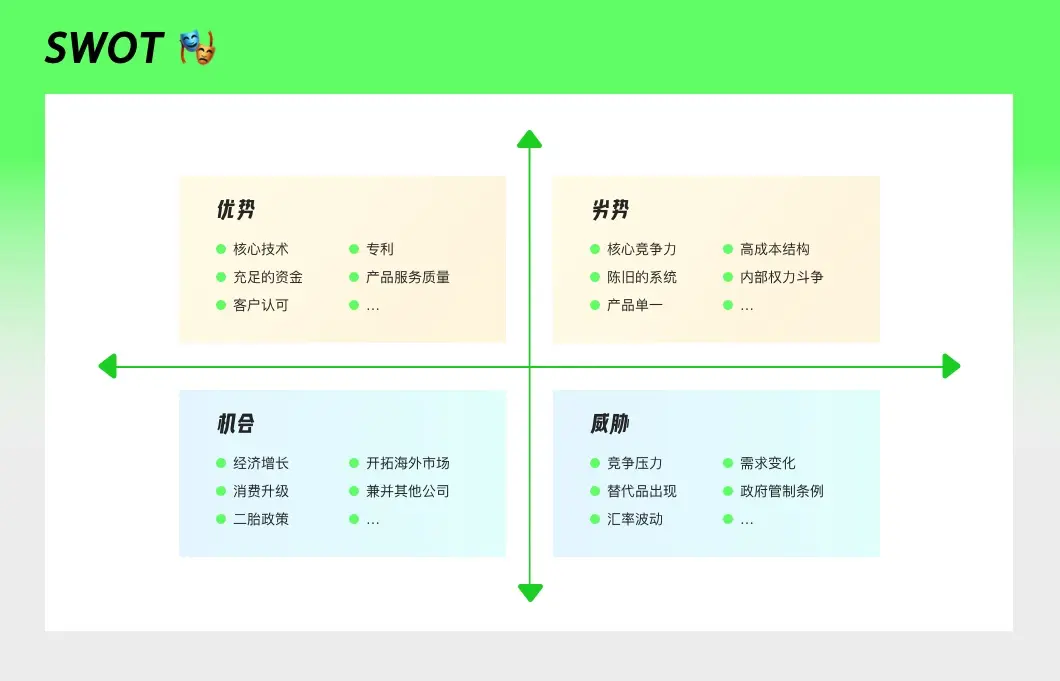 SWOT
优势
核心技术
专利
充足的资金
产品服务质量
客户认可
…
劣势
核心竞争力
高成本结构
陈旧的系统
内部权力斗争
产品单一
…
机会
经济增长
开拓海外市场
消费升级
兼并其他公司
二胎政策
…
威胁
竞争压力
需求变化
替代品出现
政府管制条例
汇率波动
…